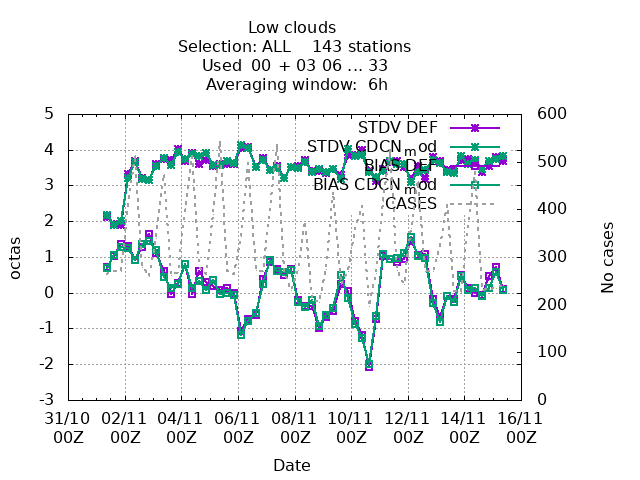 Low clouds
Selection: ALL 143 stations
Used 00 + 03 06 ... 33
Averaging window: 6h
5
4
3
2
1
0
-1
-2
-3
600
500
400
300
200
100
0
octas
No cases
STDV DEF
STDV CDCN_mod
BIAS DEF
BIAS CDCN_mod
CASES
31/10 02/11 04/11 06/11 08/11 10/11 12/11 14/11 16/11
00Z 00Z 00Z 00Z 00Z 00Z 00Z 00Z 00Z
Date